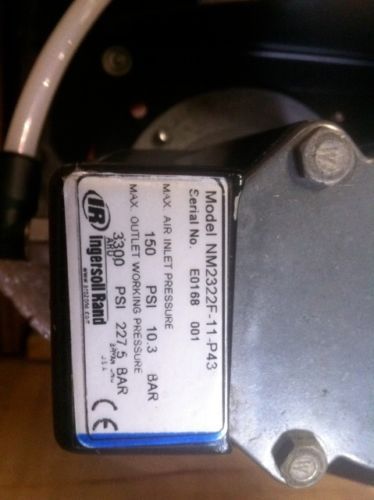 Model NM2322F-11-P43
Serial No. E0168 001
MAX. AIR INLET PRESSURE
150 PSI 10.3 BAR
MAX. OUTLET WORKING PRESSURE
3300 PSI 227.5 BAR
ARO
IR Ingersoll Rand
CE